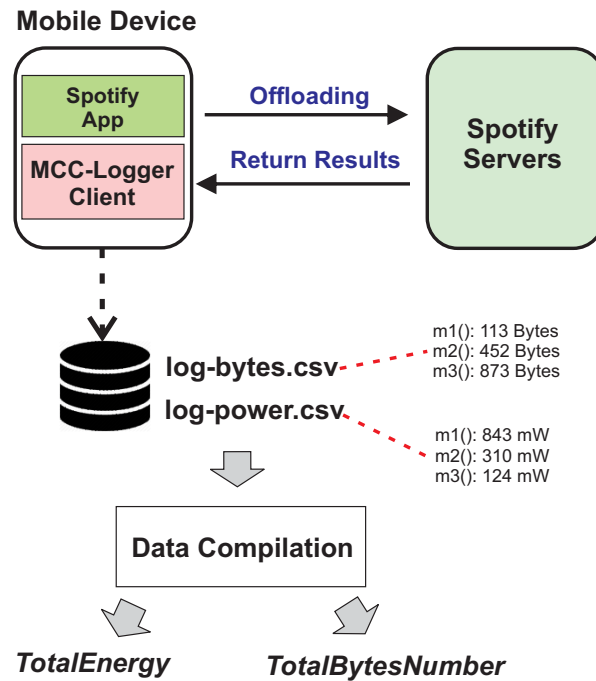 Mobile Device
Spotify
App
MCC-Logger
Client
Offloading
Return Results
Spotify
Servers
log-bytes.csv
m1(): 113 Bytes
m2(): 452 Bytes
m3(): 873 Bytes
log-power.csv
m1(): 843 mW
m2(): 310 mW
m3(): 124 mW
Data Compilation
TotalEnergy
TotalBytesNumber